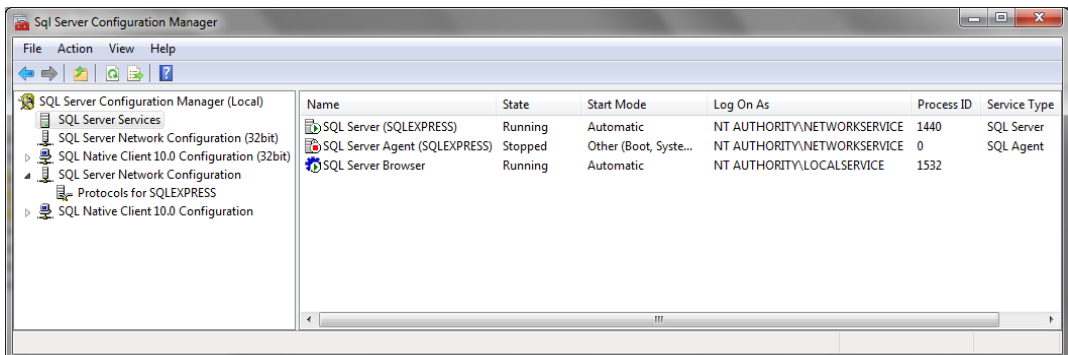 Sql Server Configuration Manager
File Action View Help
SQL Server Configuration Manager (Local)
SQL Server Services
SQL Server Network Configuration (32bit)
SQL Native Client 10.0 Configuration (32bit)
SQL Server Network Configuration
Protocols for SQLEXPRESS
SQL Native Client 10.0 Configuration
Name State Start Mode Log On As Process ID Service Type
SQL Server (SQLEXPRESS) Running Automatic NT AUTHORITY\NETWORKSERVICE 1440 SQL Server
SQL Server Agent (SQLEXPRESS) Stopped Other (Boot, Syste... NT AUTHORITY\NETWORKSERVICE 0 SQL Agent
SQL Server Browser Running Automatic NT AUTHORITY\LOCALSERVICE 1532